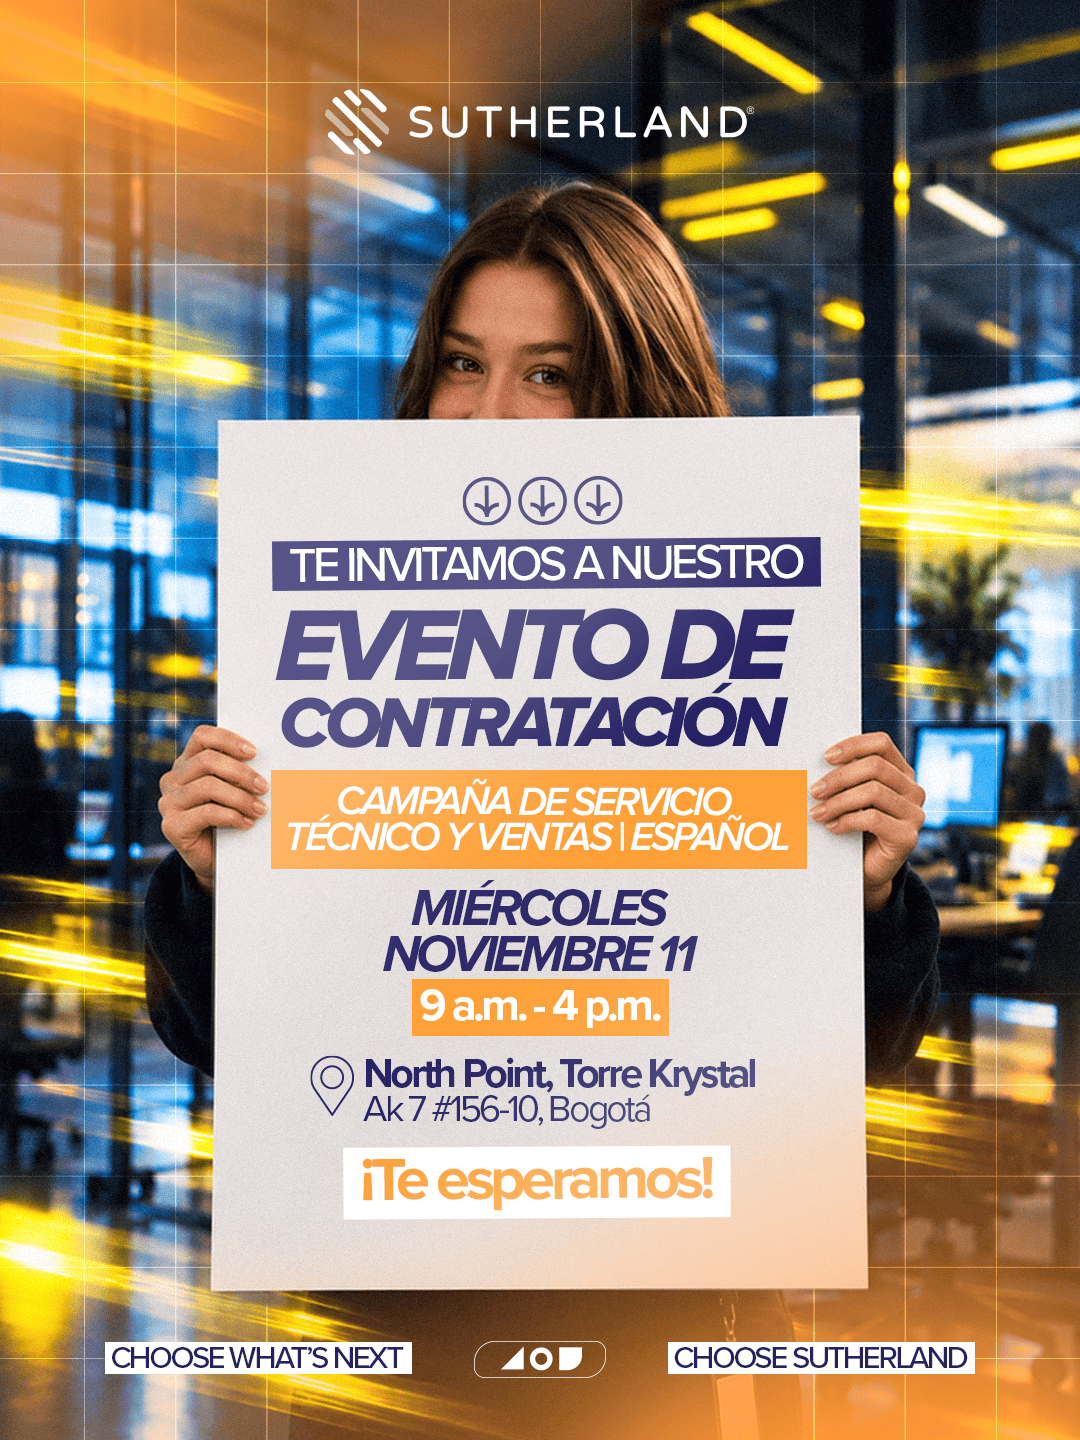 SUTHERLAND®
TE INVITAMOS A NUESTRO
EVENTO DE
CONTRATACIÓN
CAMPAÑA DE SERVICIO
TÉCNICO Y VENTAS | ESPAÑOL
MIÉRCOLES
NOVIEMBRE 11
9 a.m. - 4 p.m.
North Point, Torre Krystal
Ak 7 #156-10, Bogotá
¡Te esperamos!
CHOOSE WHAT'S NEXT
CHOOSE SUTHERLAND